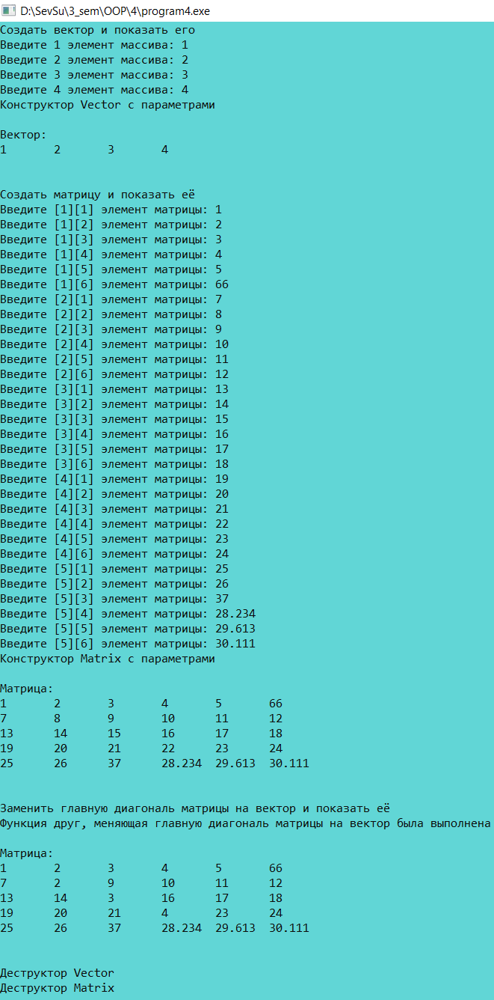 D:\SevSu\3_sem\OOP\4\program4.exe
Создать вектор и показать его
Введите 1 элемент массива: 1
Введите 2 элемент массива: 2
Введите 3 элемент массива: 3
Введите 4 элемент массива: 4
Конструктор Vector с параметрами
Вектор:
1 2 3 4
Создать матрицу и показать её
Введите [1][1] элемент матрицы: 1
Введите [1][2] элемент матрицы: 2
Введите [1][3] элемент матрицы: 3
Введите [1][4] элемент матрицы: 4
Введите [1][5] элемент матрицы: 5
Введите [1][6] элемент матрицы: 66
Введите [2][1] элемент матрицы: 7
Введите [2][2] элемент матрицы: 8
Введите [2][3] элемент матрицы: 9
Введите [2][4] элемент матрицы: 10
Введите [2][5] элемент матрицы: 11
Введите [2][6] элемент матрицы: 12
Введите [3][1] элемент матрицы: 13
Введите [3][2] элемент матрицы: 14
Введите [3][3] элемент матрицы: 15
Введите [3][4] элемент матрицы: 16
Введите [3][5] элемент матрицы: 17
Введите [3][6] элемент матрицы: 18
Введите [4][1] элемент матрицы: 19
Введите [4][2] элемент матрицы: 20
Введите [4][3] элемент матрицы: 21
Введите [4][4] элемент матрицы: 22
Введите [4][5] элемент матрицы: 23
Введите [4][6] элемент матрицы: 24
Введите [5][1] элемент матрицы: 25
Введите [5][2] элемент матрицы: 26
Введите [5][3] элемент матрицы: 37
Введите [5][4] элемент матрицы: 28.234
Введите [5][5] элемент матрицы: 29.613
Введите [5][6] элемент матрицы: 30.111
Конструктор Matrix с параметрами
Матрица:
1 2 3 4 5 66
7 8 9 10 11 12
13 14 15 16 17 18
19 20 21 22 23 24
25 26 37 28.234 29.613 30.111
Заменить главную диагональ матрицы на вектор и показать её
Функция друг, меняющая главную диагональ матрицы на вектор была выполнена
Матрица:
1 2 3 4 5 66
7 2 9 10 11 12
13 14 3 16 17 18
19 20 21 4 23 24
25 26 37 28.234 29.613 30.111
Деструктор Vector
Деструктор Matrix